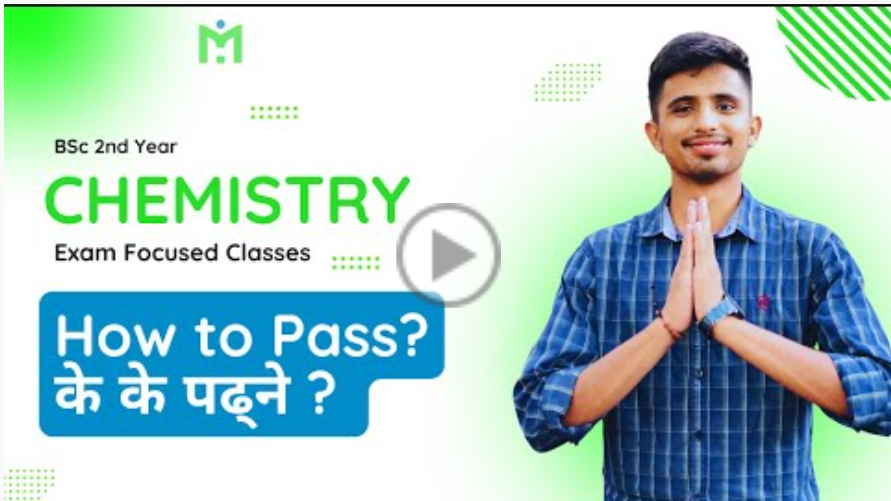 BSc 2nd Year
CHEMISTRY
Exam Focused Classes
How to Pass?
के के पढ्ने ?